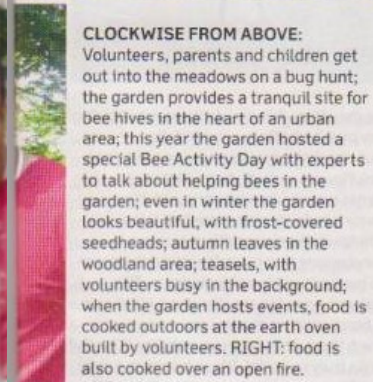 CLOCKWISE FROM ABOVE:
Volunteers, parents and children get
out into the meadows on a bug hunt;
the garden provides a tranquil site for
bee hives in the heart of an urban
area; this year the garden hosted a
special Bee Activity Day with experts
to talk about helping bees in the
garden; even in winter the garden
looks beautiful, with frost-covered
seedheads; autumn leaves in the
woodland area; teasels, with
volunteers busy in the background;
when the garden hosts events, food is
cooked outdoors at the earth oven
built by volunteers. RIGHT: food is
also cooked over an open fire.